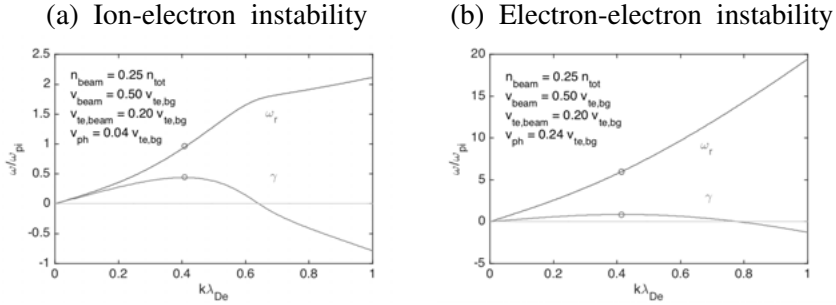 (a) Ion-electron instability
(b) Electron-electron instability
2.5
2
1.5
1
0.5
0
-0.5
-1
ω/ω_pi
n_beam = 0.25 n_tot
v_beam = 0.50 v_te,bg
v_te,beam = 0.20 v_te,bg
v_ph = 0.04 v_te,bg
ω_r
γ
0 0.2 0.4 0.6 0.8 1
kλ_De
20
15
10
5
0
-5
ω/ω_pi
n_beam = 0.25 n_tot
v_beam = 0.50 v_te,bg
v_te,beam = 0.20 v_te,bg
v_ph = 0.24 v_te,bg
ω_r
γ
0 0.2 0.4 0.6 0.8 1
kλ_De